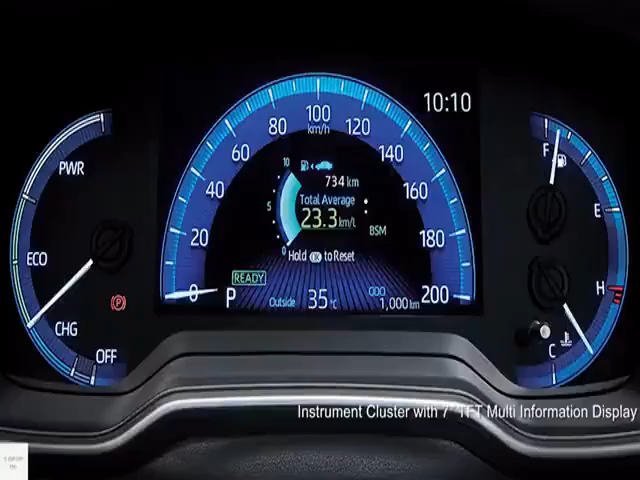 10:10
PWR
ECO
CHG
OFF
0
20
40
60
80
100
km/h
120
140
160
180
200
10
5
0
734 km
Total Average
23.3 km/l
BSM
Hold OK to Reset
READY
P
Outside 35 °C
ODO
1,000 km
(P)
F
E
H
C
Instrument Cluster with 7" TFT Multi Information Display